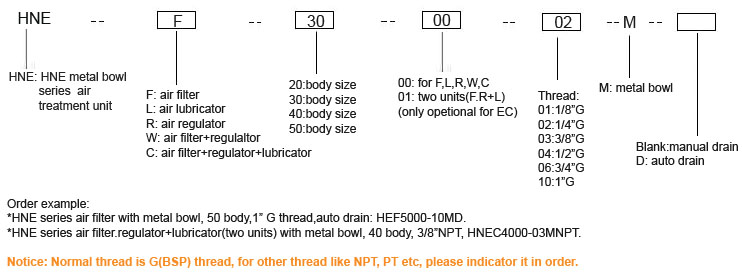 HNE -- F -- 30 -- 00 -- 02 -- M --
HNE: HNE metal bowl
series air
treatment unit
F: air filter
L: air lubricator
R: air regulator
W: air filter+regulaltor
C: air filter+regulator+lubricator
20:body size
30:body size
40:body size
50:body size
00: for F,L,R,W,C
01: two units(F.R+L)
(only opetional for EC)
Thread:
01:1/8"G
02:1/4"G
03:3/8"G
04:1/2"G
06:3/4"G
10:1"G
M: metal bowl
Blank:manual drain
D: auto drain
Order example:
*HNE series air filter with metal bowl, 50 body,1" G thread,auto drain: HEF5000-10MD.
*HNE series air filter.regulator+lubricator(two units) with metal bowl, 40 body, 3/8"NPT, HNEC4000-03MNPT.
Notice: Normal thread is G(BSP) thread, for other thread like NPT, PT etc, please indicator it in order.